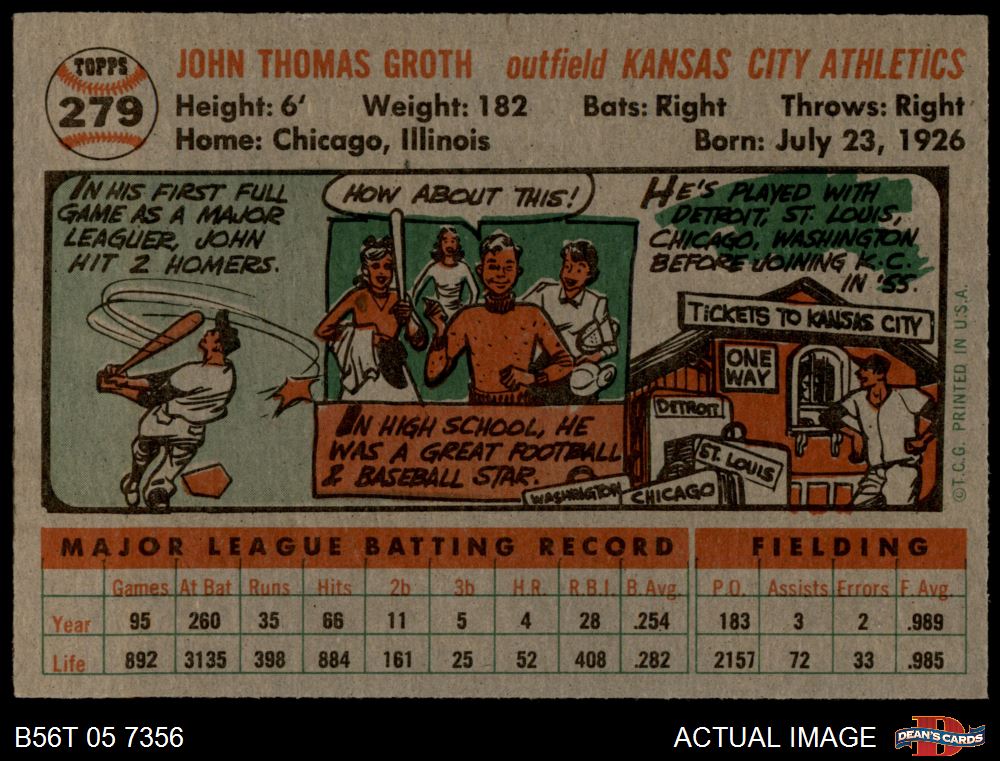 TOPPS
279
JOHN THOMAS GROTH outfield KANSAS CITY ATHLETICS
Height: 6' Weight: 182 Bats: Right Throws: Right
Home: Chicago, Illinois Born: July 23, 1926
IN HIS FIRST FULL
GAME AS A MAJOR
LEAGUER, JOHN
HIT 2 HOMERS.
HOW ABOUT THIS!
IN HIGH SCHOOL, HE
WAS A GREAT FOOTBALL
& BASEBALL STAR.
HE'S PLAYED WITH
DETROIT, ST. LOUIS,
CHICAGO, WASHINGTON
BEFORE JOINING K.C.
IN '55.
TICKETS TO KANSAS CITY
ONE
WAY
DETROIT
ST. LOUIS
WASHINGTON
CHICAGO
©T.C.G. PRINTED IN U.S.A.
MAJOR LEAGUE BATTING RECORD FIELDING
Games At Bat Runs Hits 2b 3b H.R. R.B.I. B.Avg. P.O. Assists Errors F.Avg.
Year 95 260 35 66 11 5 4 28 .254 183 3 2 .989
Life 892 3135 398 884 161 25 52 408 .282 2157 72 33 .985
B56T 05 7356 ACTUAL IMAGE
DEAN'S CARDS